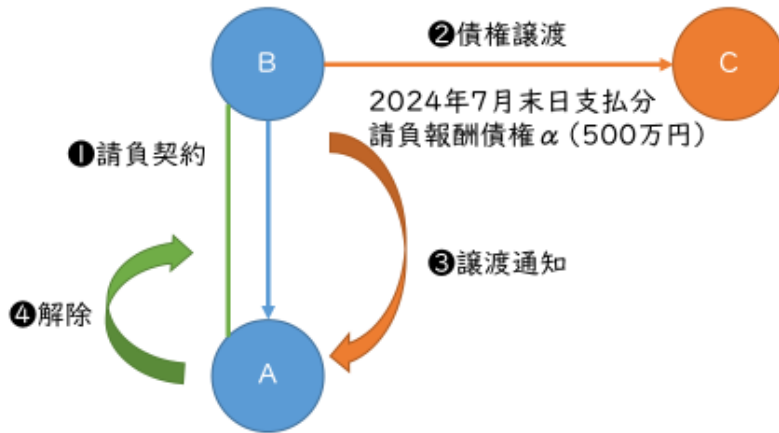 B
❷債権譲渡
C
2024年7月末日支払分
請負報酬債権α（500万円）
❶請負契約
❸譲渡通知
❹解除
A